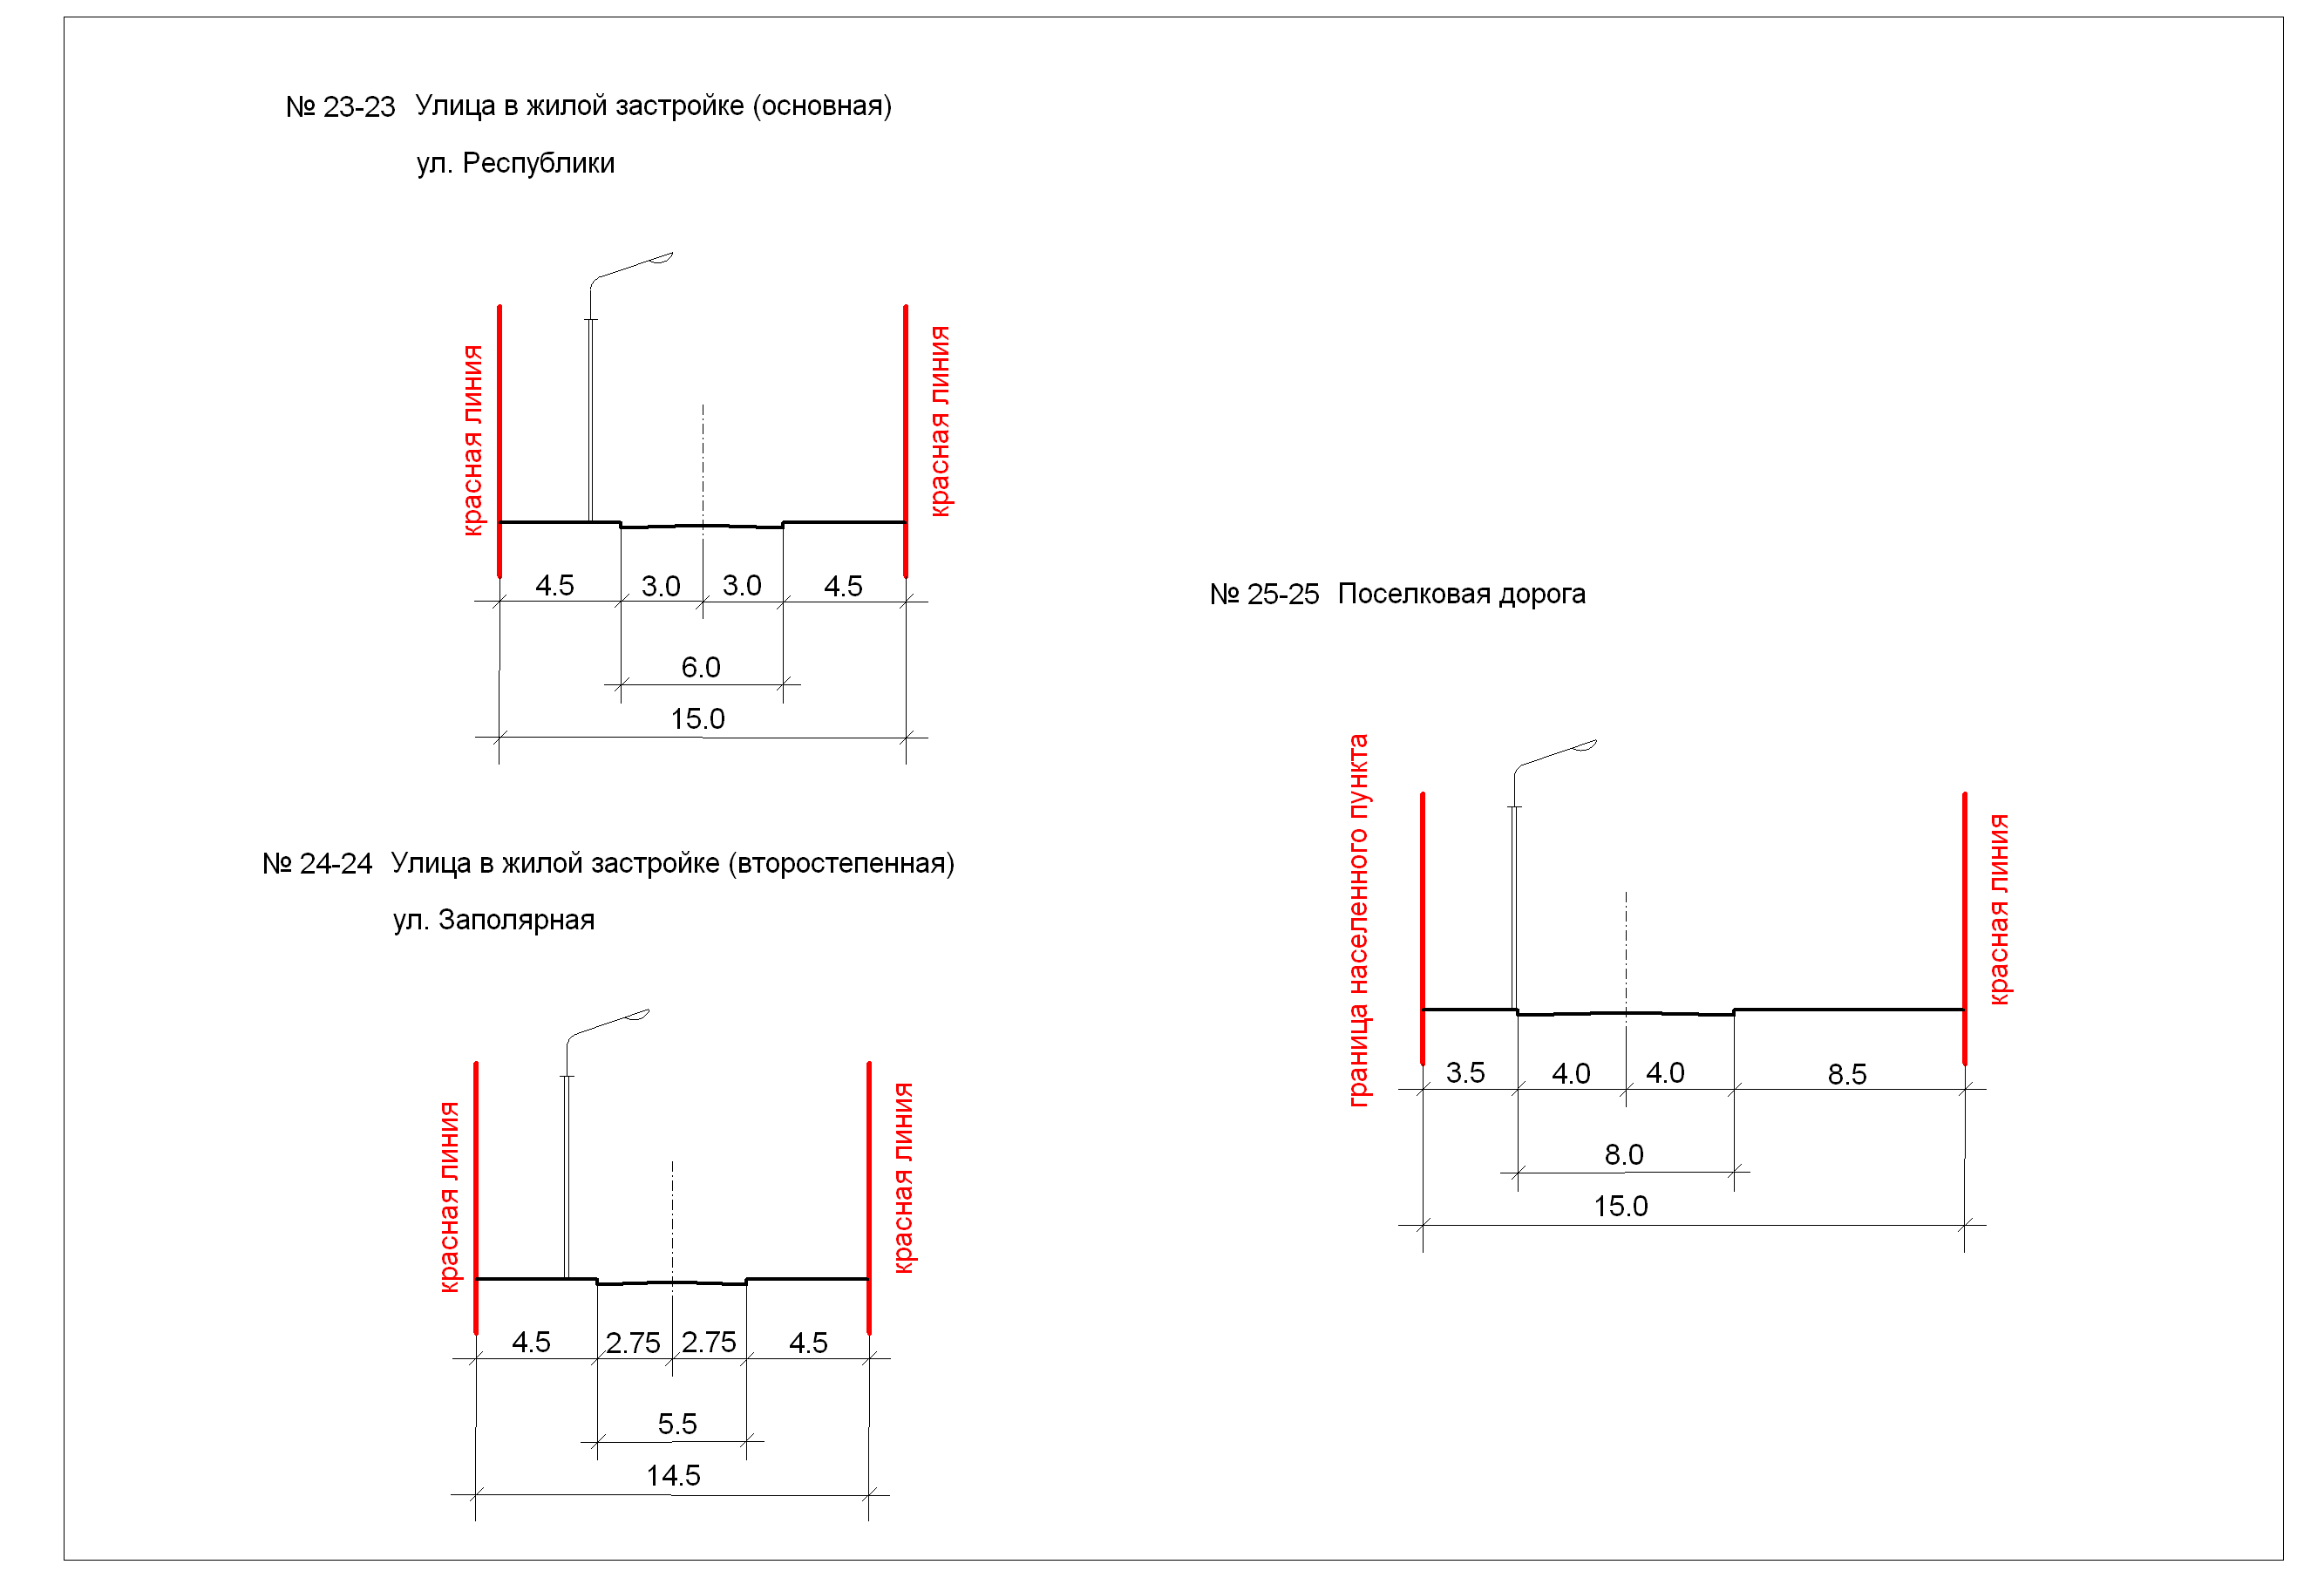 № 23-23 Улица в жилой застройке (основная)
ул. Республики
красная линия
красная линия
4.5 3.0 3.0 4.5
6.0
15.0
№ 24-24 Улица в жилой застройке (второстепенная)
ул. Заполярная
красная линия
красная линия
4.5 2.75 2.75 4.5
5.5
14.5
№ 25-25 Поселковая дорога
граница населенного пункта
красная линия
3.5 4.0 4.0 8.5
8.0
15.0